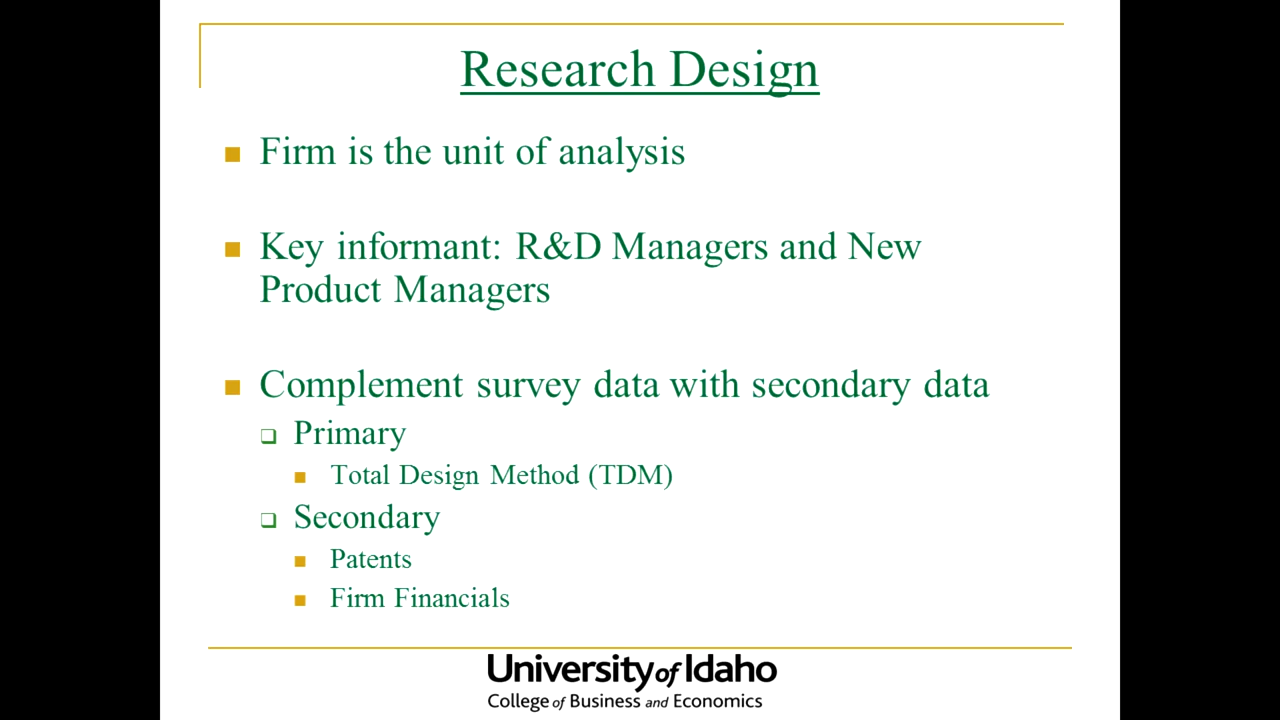 Research Design
Firm is the unit of analysis
Key informant: R&D Managers and New
Product Managers
Complement survey data with secondary data
Primary
Total Design Method (TDM)
Secondary
Patents
Firm Financials
University of Idaho
College of Business and Economics